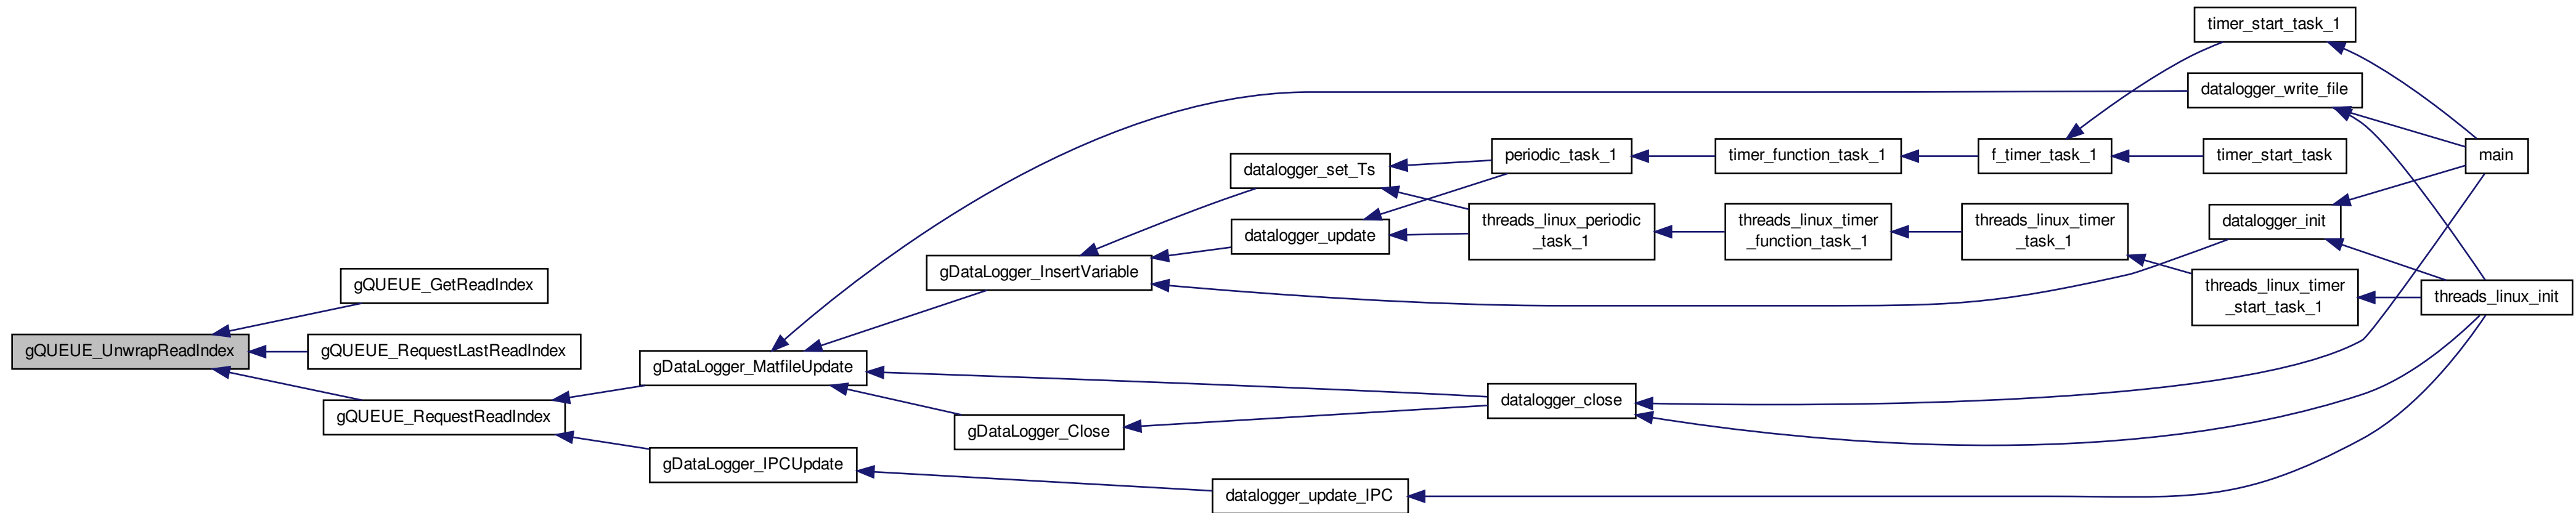 timer_start_task_1
datalogger_write_file
periodic_task_1
timer_function_task_1
f_timer_task_1
timer_start_task
main
datalogger_set_Ts
datalogger_update
threads_linux_periodic
_task_1
threads_linux_timer
_function_task_1
threads_linux_timer
_task_1
datalogger_init
gDataLogger_InsertVariable
gQUEUE_GetReadIndex
threads_linux_timer
_start_task_1
threads_linux_init
gQUEUE_UnwrapReadIndex
gQUEUE_RequestLastReadIndex
gDataLogger_MatfileUpdate
gQUEUE_RequestReadIndex
datalogger_close
gDataLogger_Close
gDataLogger_IPCUpdate
datalogger_update_IPC